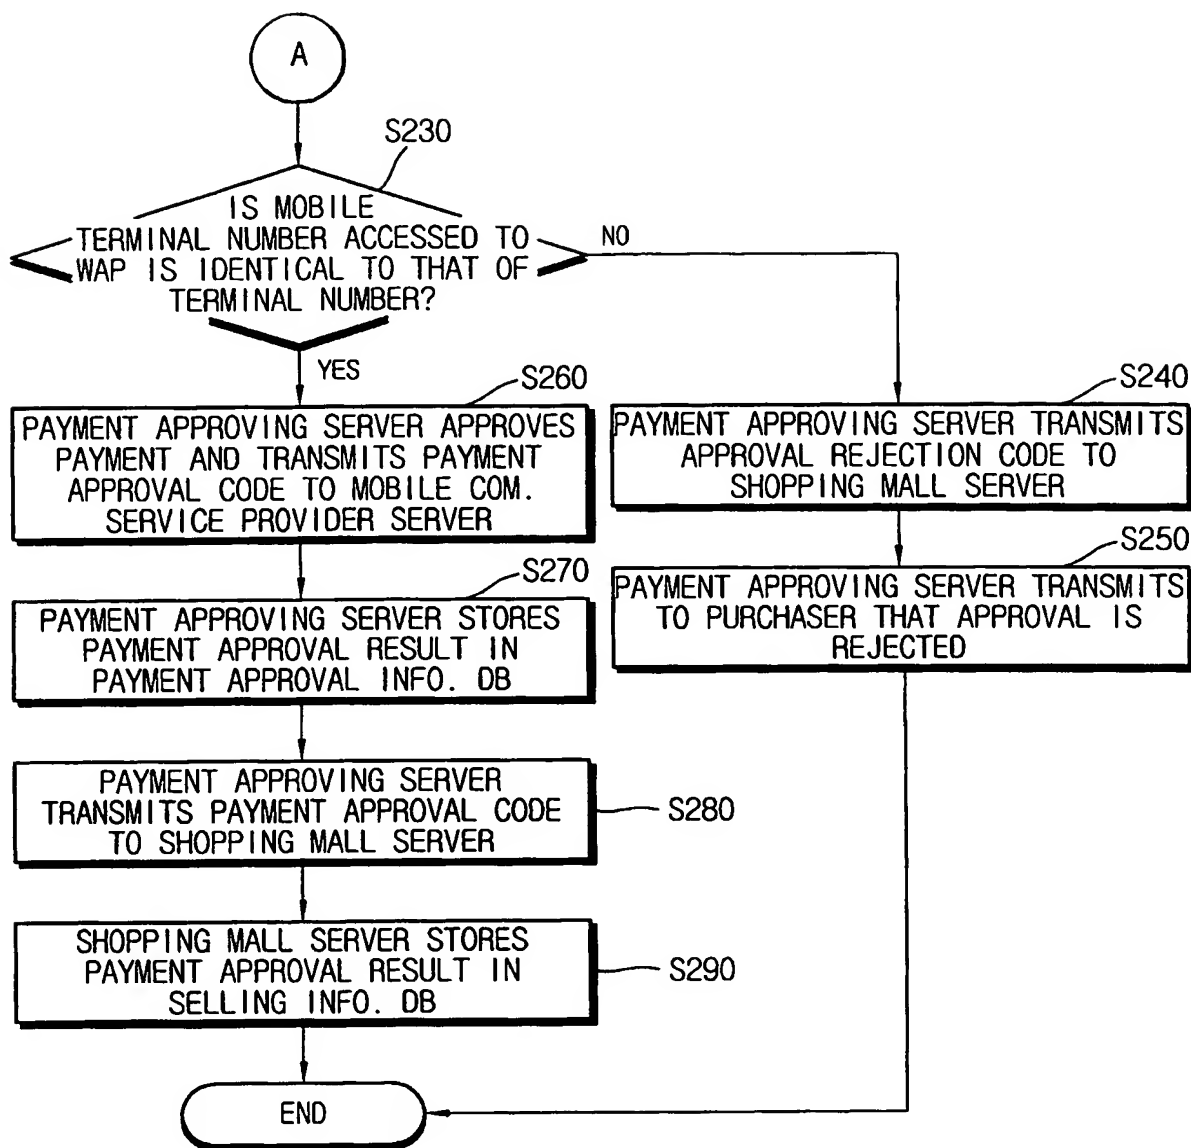 A
S230
IS MOBILE
TERMINAL NUMBER ACCESSED TO
WAP IS IDENTICAL TO THAT OF
TERMINAL NUMBER?
NO
YES
S260
PAYMENT APPROVING SERVER APPROVES
PAYMENT AND TRANSMITS PAYMENT
APPROVAL CODE TO MOBILE COM.
SERVICE PROVIDER SERVER
S240
PAYMENT APPROVING SERVER TRANSMITS
APPROVAL REJECTION CODE TO
SHOPPING MALL SERVER
S270
PAYMENT APPROVING SERVER STORES
PAYMENT APPROVAL RESULT IN
PAYMENT APPROVAL INFO. DB
S250
PAYMENT APPROVING SERVER TRANSMITS
TO PURCHASER THAT APPROVAL IS
REJECTED
PAYMENT APPROVING SERVER
TRANSMITS PAYMENT APPROVAL CODE
TO SHOPPING MALL SERVER
S280
SHOPPING MALL SERVER STORES
PAYMENT APPROVAL RESULT IN
SELLING INFO. DB
S290
END